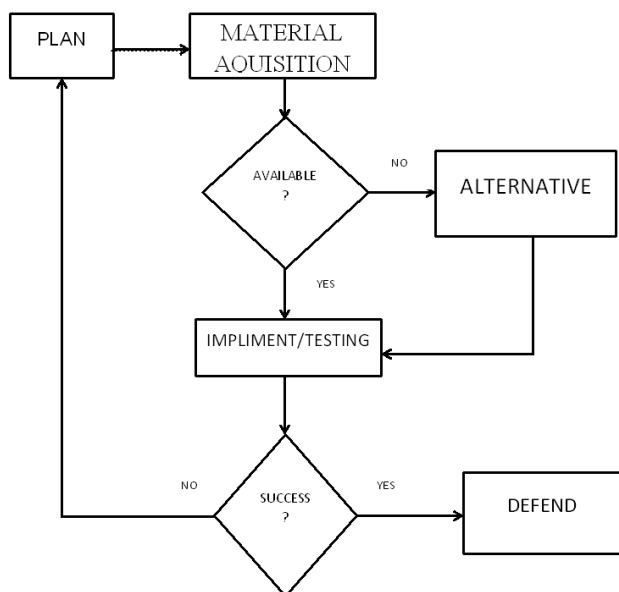 PLAN
MATERIAL
AQUISITION
AVAILABLE
?
NO
ALTERNATIVE
YES
IMPLIMENT/TESTING
NO
SUCCESS
?
YES
DEFEND